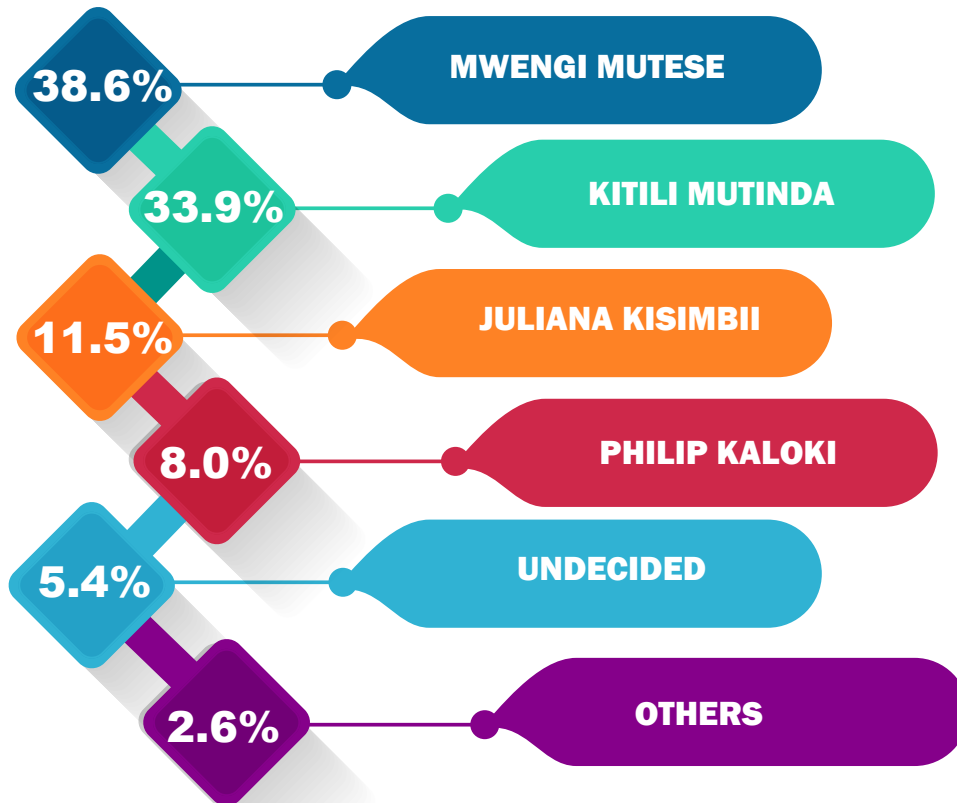 38.6% MWENGI MUTESE
33.9% KITILI MUTINDA
11.5% JULIANA KISIMBII
8.0% PHILIP KALOKI
5.4% UNDECIDED
2.6% OTHERS